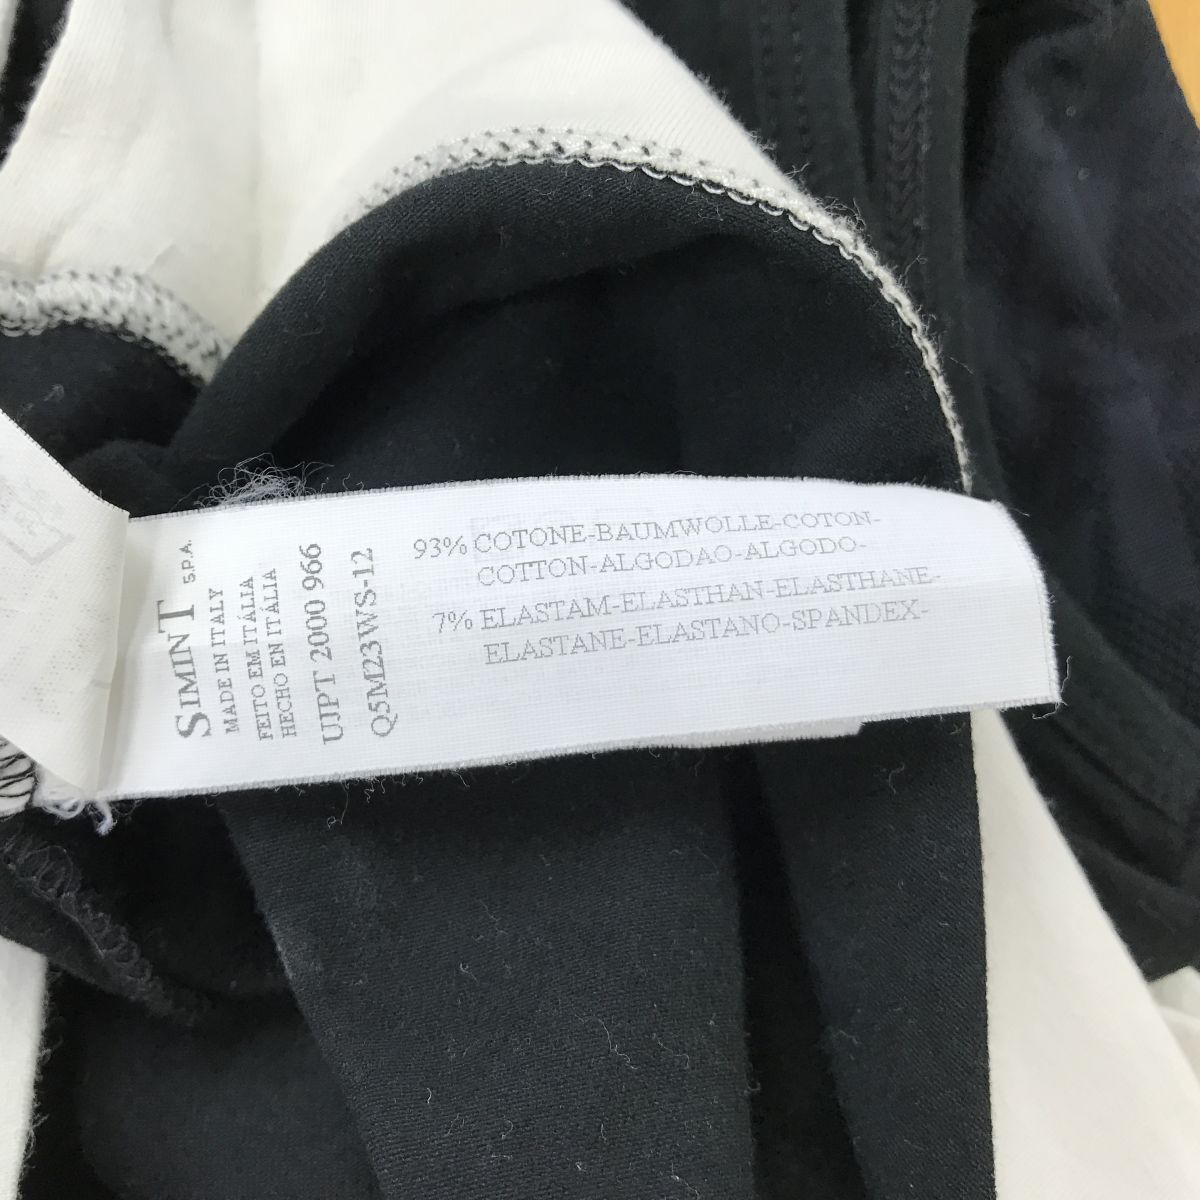 SIMINT S.P.A.
MADE IN ITALY
FEITO EM ITÁLIA
HECHO EN ITÁLIA
UJPT 2000 966
Q5M23WS-12
93% COTONE-BAUMWOLLE-COTON-
COTTON-ALGODAO-ALGODO-
7% ELASTAM-ELASTHAN-ELASTHANE-
ELASTANE-ELASTANO-SPANDEX-